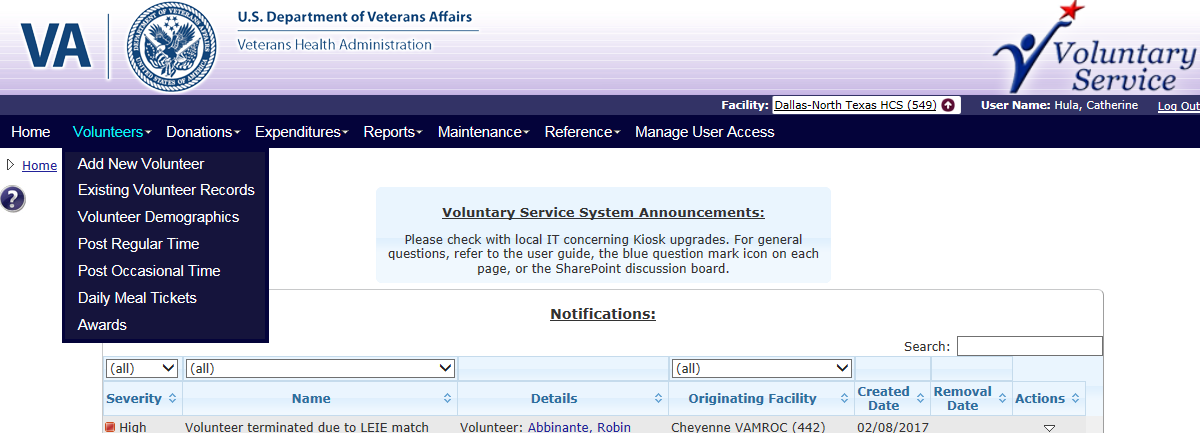 VA
U.S. Department of Veterans Affairs
Veterans Health Administration
Voluntary
Service
Facility: Dallas-North Texas HCS (549) User Name: Hula, Catherine Log Out
Home Volunteers Donations Expenditures Reports Maintenance Reference Manage User Access
Home
Add New Volunteer
Existing Volunteer Records
Volunteer Demographics
Post Regular Time
Post Occasional Time
Daily Meal Tickets
Awards
?
Voluntary Service System Announcements:
Please check with local IT concerning Kiosk upgrades. For general
questions, refer to the user guide, the blue question mark icon on each
page, or the SharePoint discussion board.
Notifications:
Search:
(all) (all) (all)
Severity Name Details Originating Facility Created Date Removal Date Actions
High Volunteer terminated due to LEIE match Volunteer: Abbinante, Robin Cheyenne VAMROC (442) 02/08/2017